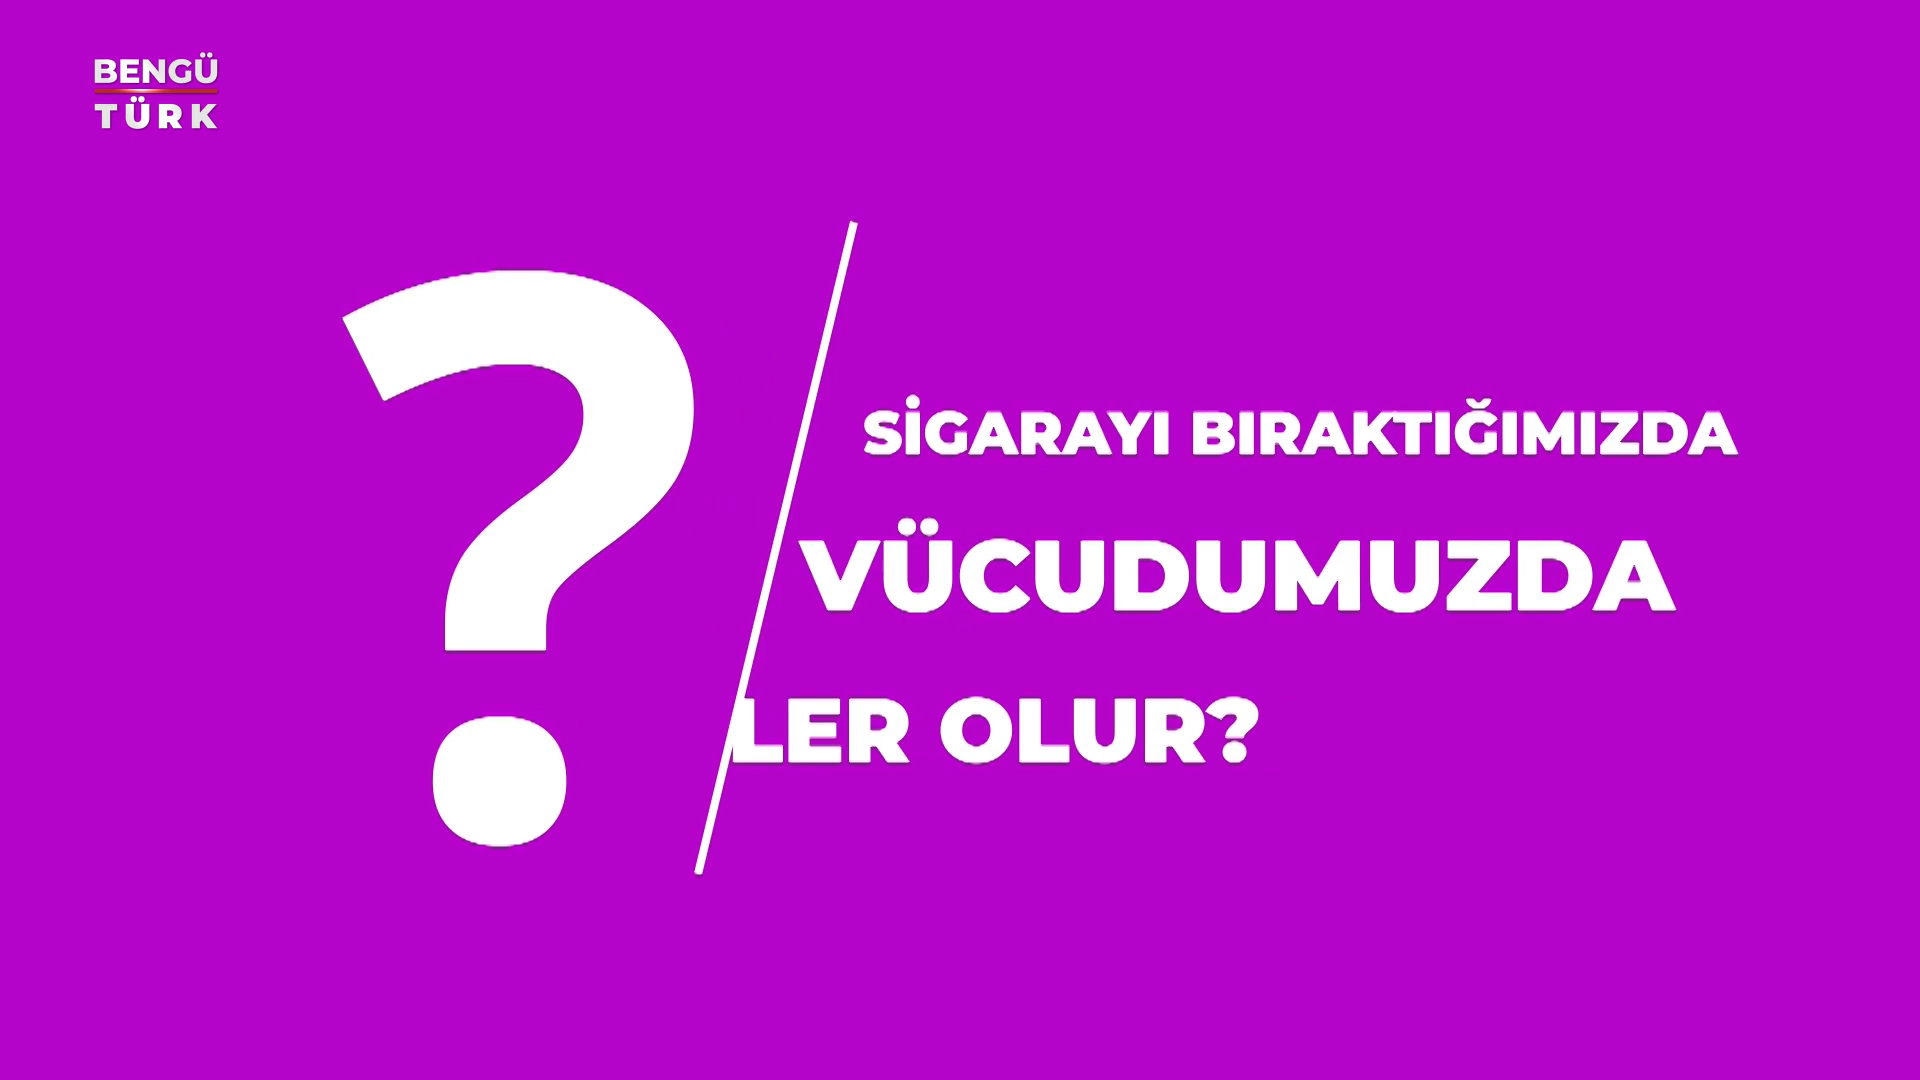 BENGÜ
TÜRK
?
SİGARAYI BIRAKTIĞIMIZDA
VÜCUDUMUZDA
LER OLUR?